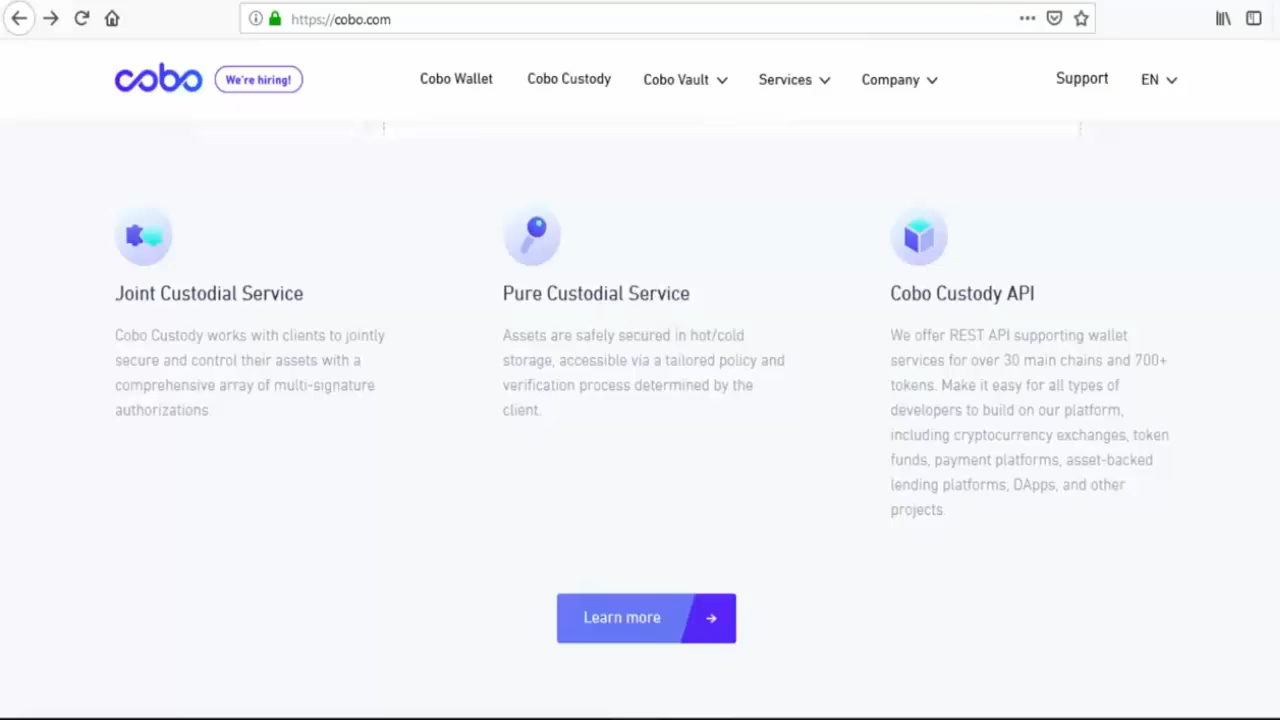 https://cobo.com
cobo
We're hiring!
Cobo Wallet
Cobo Custody
Cobo Vault
Services
Company
Support
EN
Joint Custodial Service
Cobo Custody works with clients to jointly
secure and control their assets with a
comprehensive array of multi-signature
authorizations.
Pure Custodial Service
Assets are safely secured in hot/cold
storage, accessible via a tailored policy and
verification process determined by the
client.
Cobo Custody API
We offer REST API supporting wallet
services for over 30 main chains and 700+
tokens. Make it easy for all types of
developers to build on our platform,
including cryptocurrency exchanges, token
funds, payment platforms, asset-backed
lending platforms, DApps, and other
projects.
Learn more